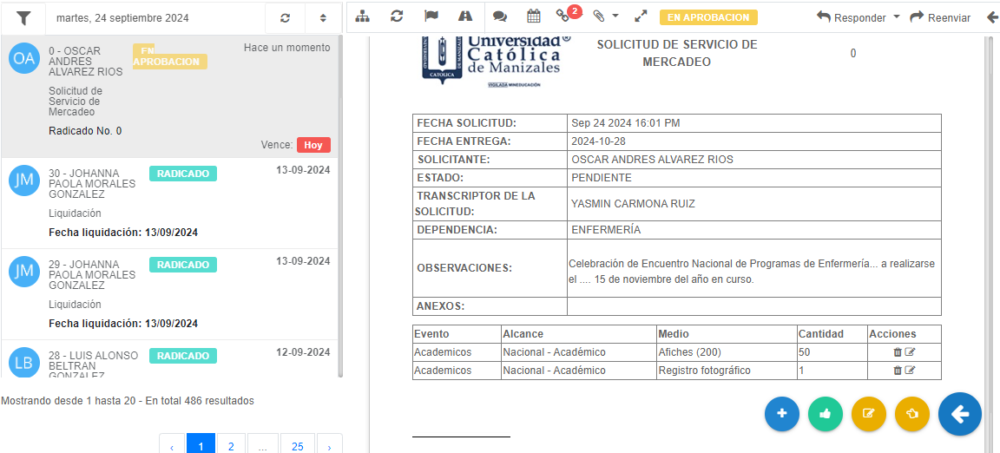 martes, 24 septiembre 2024
OA
0 - OSCAR
ANDRES
ALVAREZ RIOS
EN
APROBACION
Hace un momento
Solicitud de
Servicio de
Mercadeo
Radicado No. 0
Vence: Hoy
JM
30 - JOHANNA
PAOLA MORALES
GONZALEZ
RADICADO
13-09-2024
Liquidación
Fecha liquidación: 13/09/2024
JM
29 - JOHANNA
PAOLA MORALES
GONZALEZ
RADICADO
13-09-2024
Liquidación
Fecha liquidación: 13/09/2024
LB
28 - LUIS ALONSO
BELTRAN
GONZALEZ
RADICADO
12-09-2024
Mostrando desde 1 hasta 20 - En total 486 resultados
‹ 1 2 ... 25 ›
2
EN APROBACION
Responder
Reenviar
Universidad®
Católica
de Manizales
CATOLICA
VIGILADA MINEDUCACIÓN
SOLICITUD DE SERVICIO DE
MERCADEO
0
FECHA SOLICITUD: Sep 24 2024 16:01 PM
FECHA ENTREGA: 2024-10-28
SOLICITANTE: OSCAR ANDRES ALVAREZ RIOS
ESTADO: PENDIENTE
TRANSCRIPTOR DE LA
SOLICITUD:
YASMIN CARMONA RUIZ
DEPENDENCIA: ENFERMERÍA
OBSERVACIONES:
Celebración de Encuentro Nacional de Programas de Enfermería... a realizarse
el .... 15 de noviembre del año en curso.
ANEXOS:
Evento Alcance Medio Cantidad Acciones
Academicos Nacional - Académico Afiches (200) 50
Academicos Nacional - Académico Registro fotográfico 1